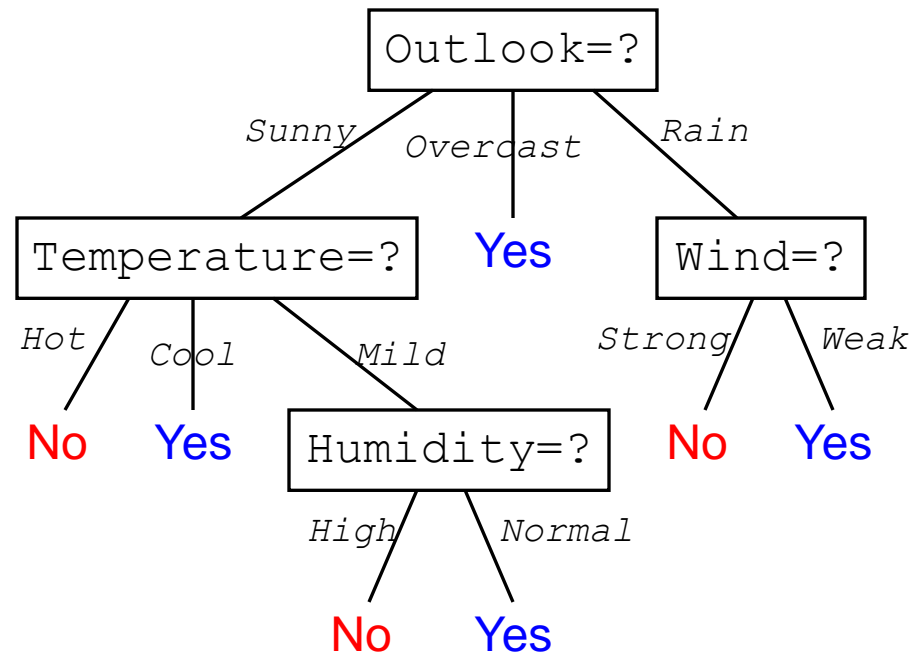 Outlook=?
Sunny Overcast Rain
Temperature=? Yes Wind=?
Hot Cool Mild Strong Weak
No Yes Humidity=? No Yes
High Normal
No Yes